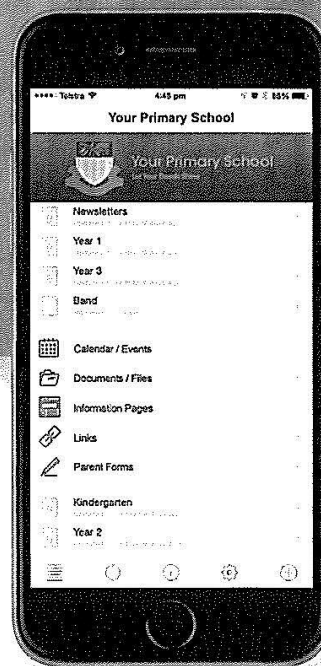 Telstra 4:45 pm 85%
Your Primary School
Your Primary School
Newsletters
Year 1
Year 3
Band
Calendar / Events
Documents / Files
Information Pages
Links
Parent Forms
Kindergarten
Year 2